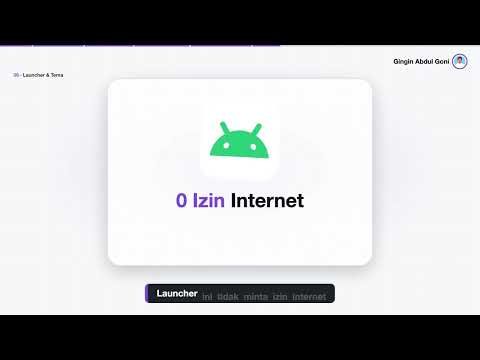 Gingin Abdul Goni
05 - Launcher & Tema
0 Izin Internet
Launcher ini tidak minta izin internet